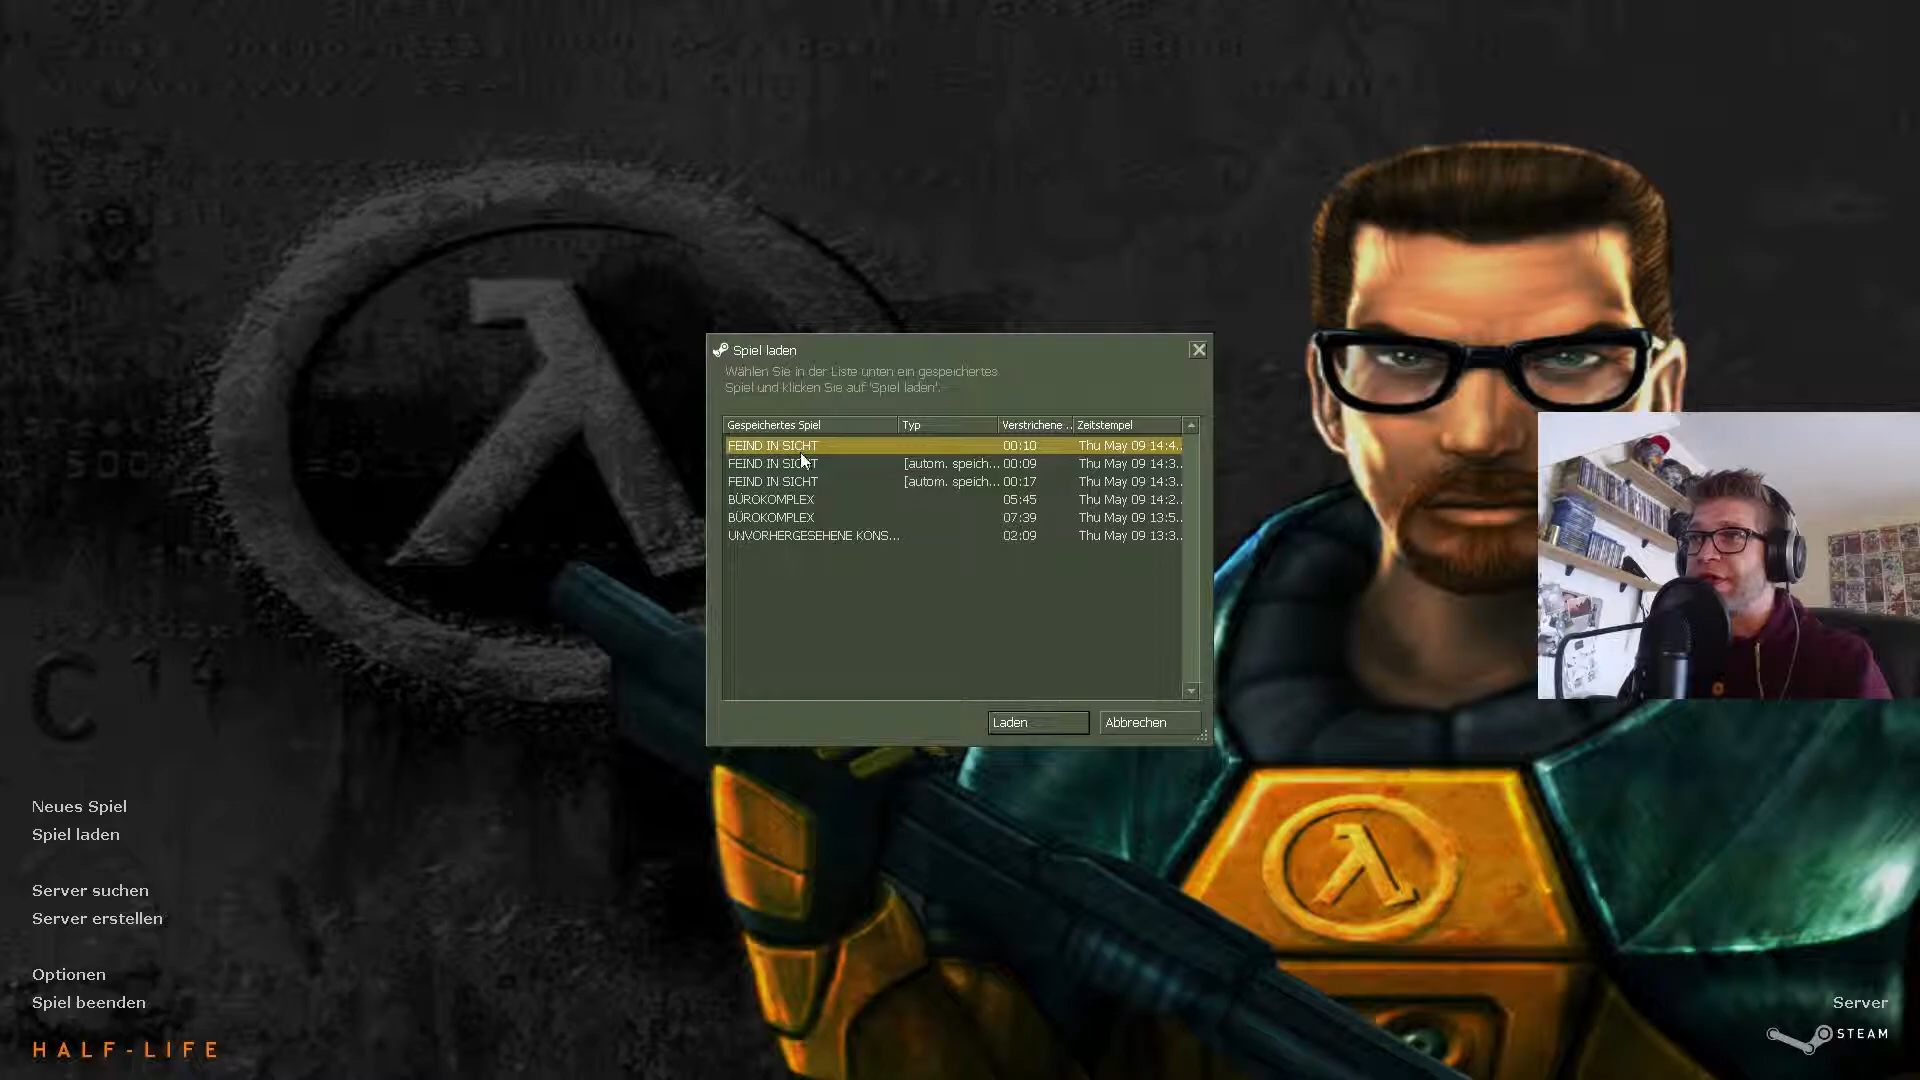 Spiel laden
Wählen Sie in der Liste unten ein gespeichertes
Spiel und klicken Sie auf 'Spiel laden'.
Gespeichertes Spiel Typ Verstrichene .. Zeitstempel
FEIND IN SICHT 00:10 Thu May 09 14:4..
FEIND IN SICHT [autom. speich... 00:09 Thu May 09 14:3..
FEIND IN SICHT [autom. speich... 00:17 Thu May 09 14:3..
BÜROKOMPLEX 05:45 Thu May 09 14:2..
BÜROKOMPLEX 07:39 Thu May 09 13:5..
UNVORHERGESEHENE KONS... 02:09 Thu May 09 13:3..
Laden Abbrechen
Neues Spiel
Spiel laden
Server suchen
Server erstellen
Optionen
Spiel beenden
HALF-LIFE
Server
STEAM